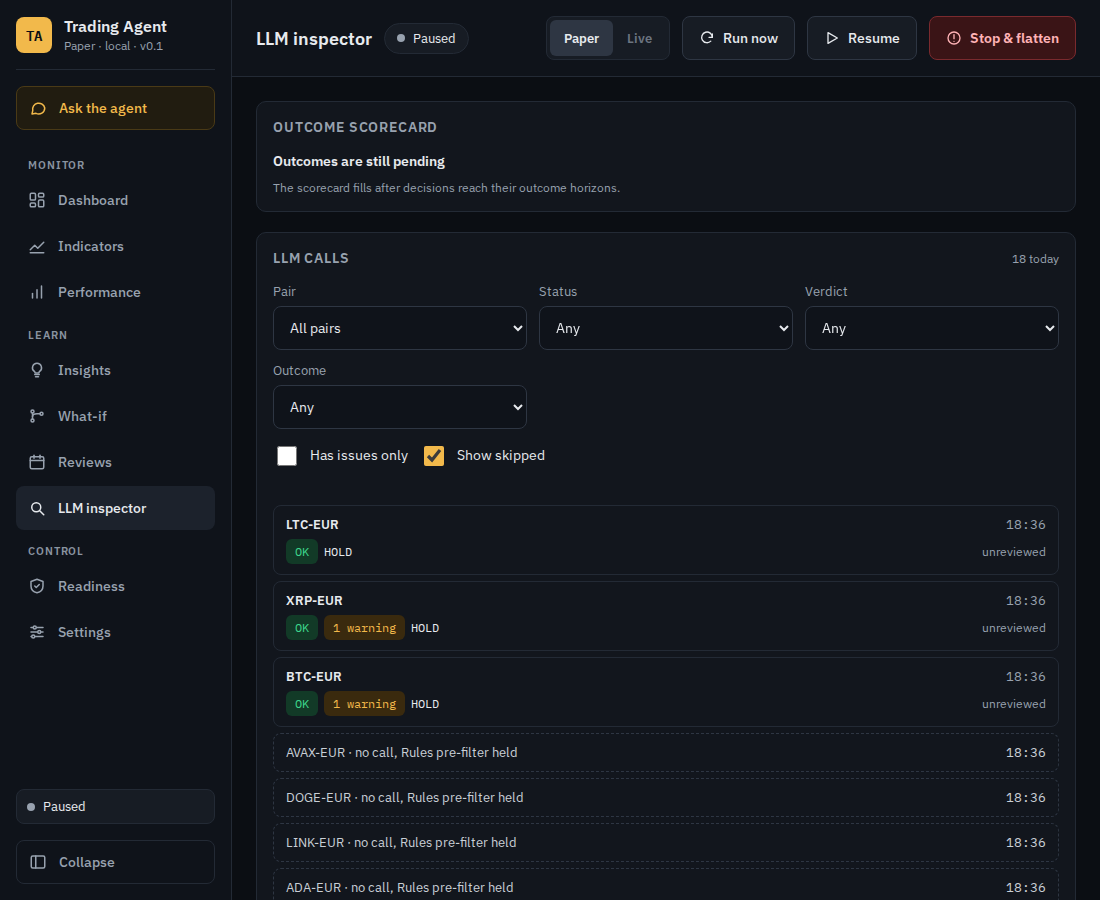 TA
Trading Agent
Paper · local · v0.1
Ask the agent
MONITOR
Dashboard
Indicators
Performance
LEARN
Insights
What-if
Reviews
LLM inspector
CONTROL
Readiness
Settings
Paused
Collapse
LLM inspector
Paused
Paper
Live
Run now
Resume
Stop & flatten
OUTCOME SCORECARD
Outcomes are still pending
The scorecard fills after decisions reach their outcome horizons.
LLM CALLS
18 today
Pair
Status
Verdict
All pairs
Any
Any
Outcome
Any
Has issues only
Show skipped
LTC-EUR 18:36
OK HOLD unreviewed
XRP-EUR 18:36
OK 1 warning HOLD unreviewed
BTC-EUR 18:36
OK 1 warning HOLD unreviewed
AVAX-EUR · no call, Rules pre-filter held 18:36
DOGE-EUR · no call, Rules pre-filter held 18:36
LINK-EUR · no call, Rules pre-filter held 18:36
ADA-EUR · no call, Rules pre-filter held 18:36